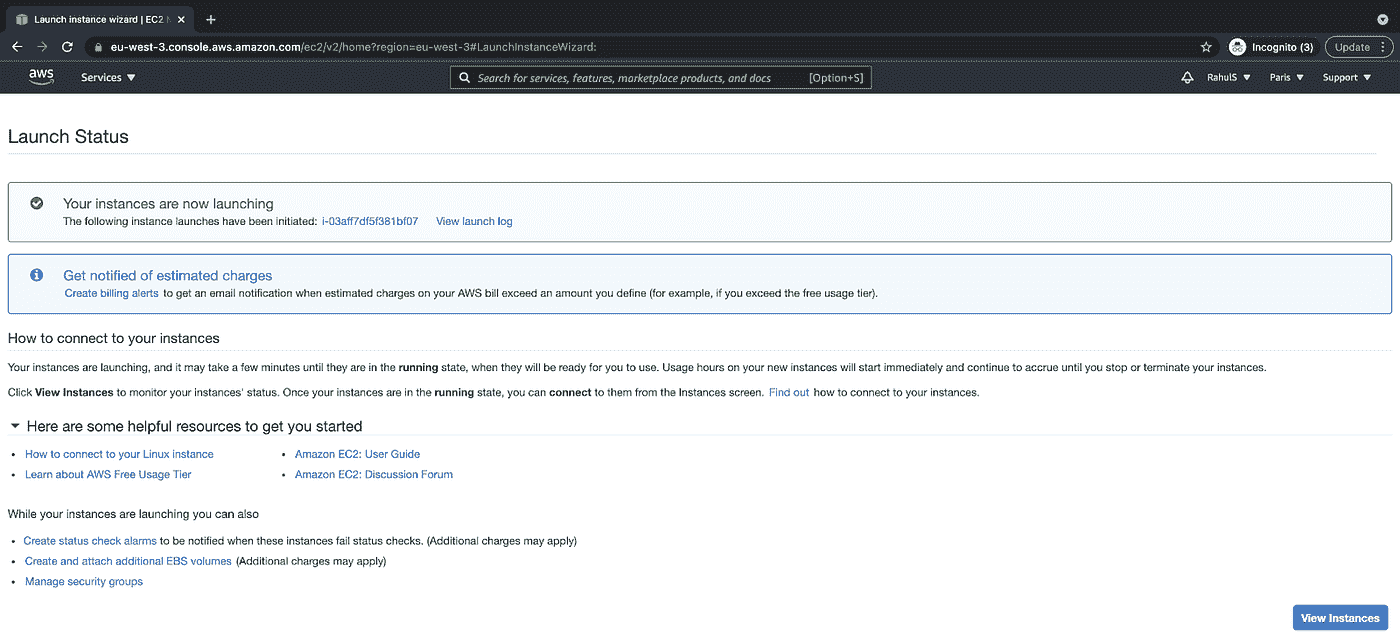 Launch instance wizard | EC2 M
eu-west-3.console.aws.amazon.com/ec2/v2/home?region=eu-west-3#LaunchInstanceWizard:
Incognito (3)
Update
aws
Services
Search for services, features, marketplace products, and docs
[Option+S]
RahulS
Paris
Support
Launch Status
Your instances are now launching
The following instance launches have been initiated: i-03aff7df5f381bf07 View launch log
Get notified of estimated charges
Create billing alerts to get an email notification when estimated charges on your AWS bill exceed an amount you define (for example, if you exceed the free usage tier).
How to connect to your instances
Your instances are launching, and it may take a few minutes until they are in the running state, when they will be ready for you to use. Usage hours on your new instances will start immediately and continue to accrue until you stop or terminate your instances.
Click View Instances to monitor your instances' status. Once your instances are in the running state, you can connect to them from the Instances screen. Find out how to connect to your instances.
Here are some helpful resources to get you started
• How to connect to your Linux instance
• Learn about AWS Free Usage Tier
• Amazon EC2: User Guide
• Amazon EC2: Discussion Forum
While your instances are launching you can also
• Create status check alarms to be notified when these instances fail status checks. (Additional charges may apply)
• Create and attach additional EBS volumes (Additional charges may apply)
• Manage security groups
View Instances